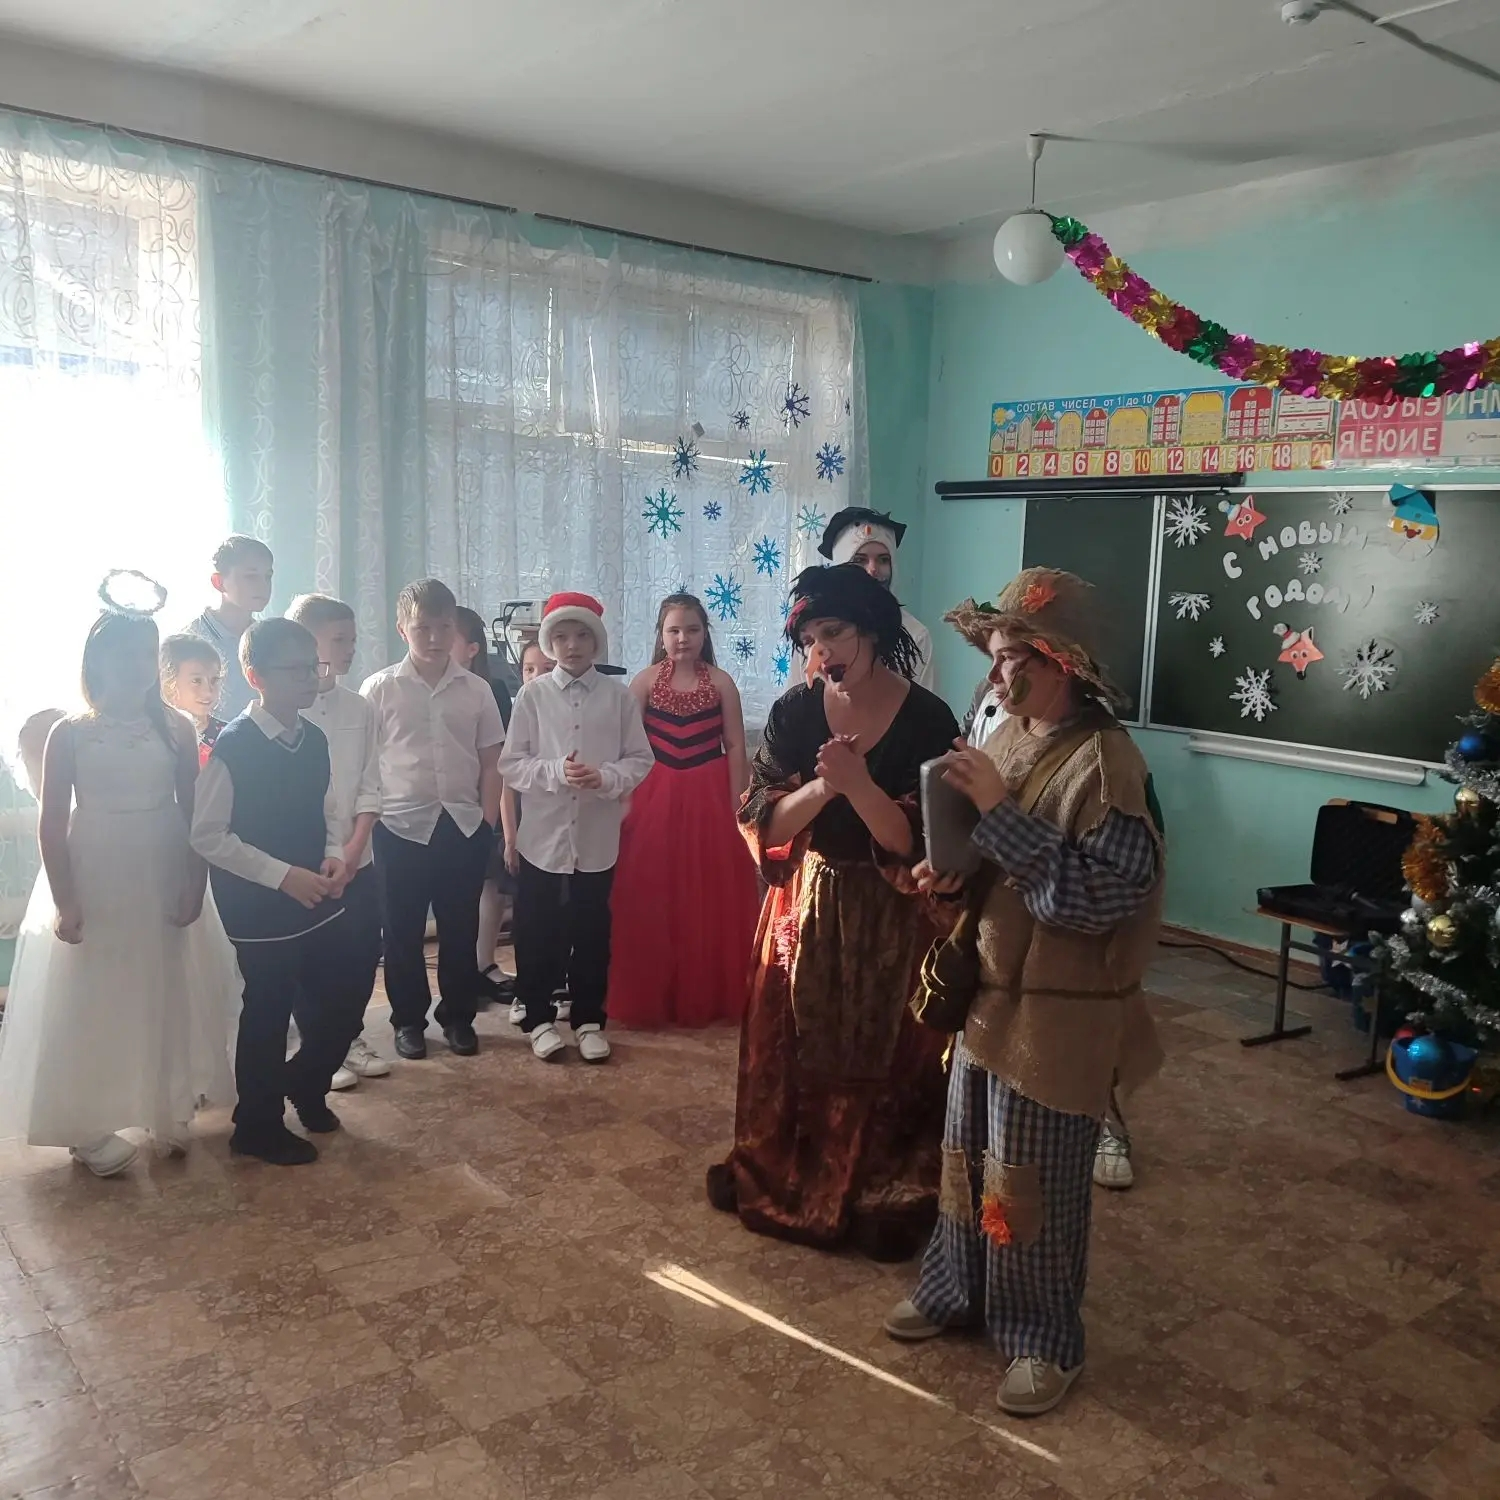 СОСТАВ ЧИСЕЛ от 1 до 10
0 1 2 3 4 5 6 7 8 9 10 11 12 13 14 15 16 17 18 19 20
АОУЫЭИНМ
ЯЁЮИЕ
С НОВЫМ
ГОДОМ